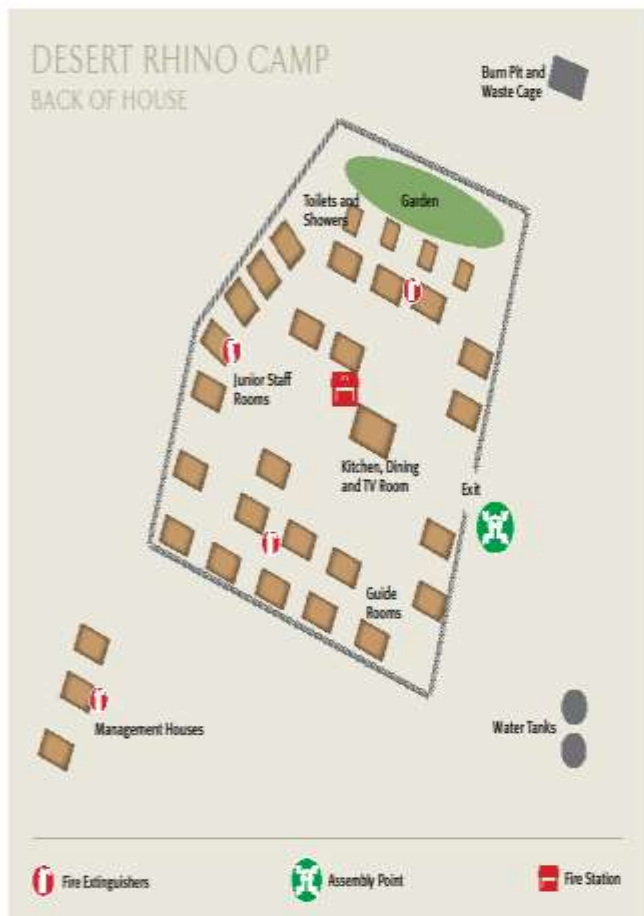 DESERT RHINO CAMP
BACK OF HOUSE
Burn Pit and
Waste Cage
Toilets and
Showers
Garden
Junior Staff
Rooms
Kitchen, Dining
and TV Room
Exit
Guide
Rooms
Management Houses
Water Tanks
Fire Extinguishers
Assembly Point
Fire Station